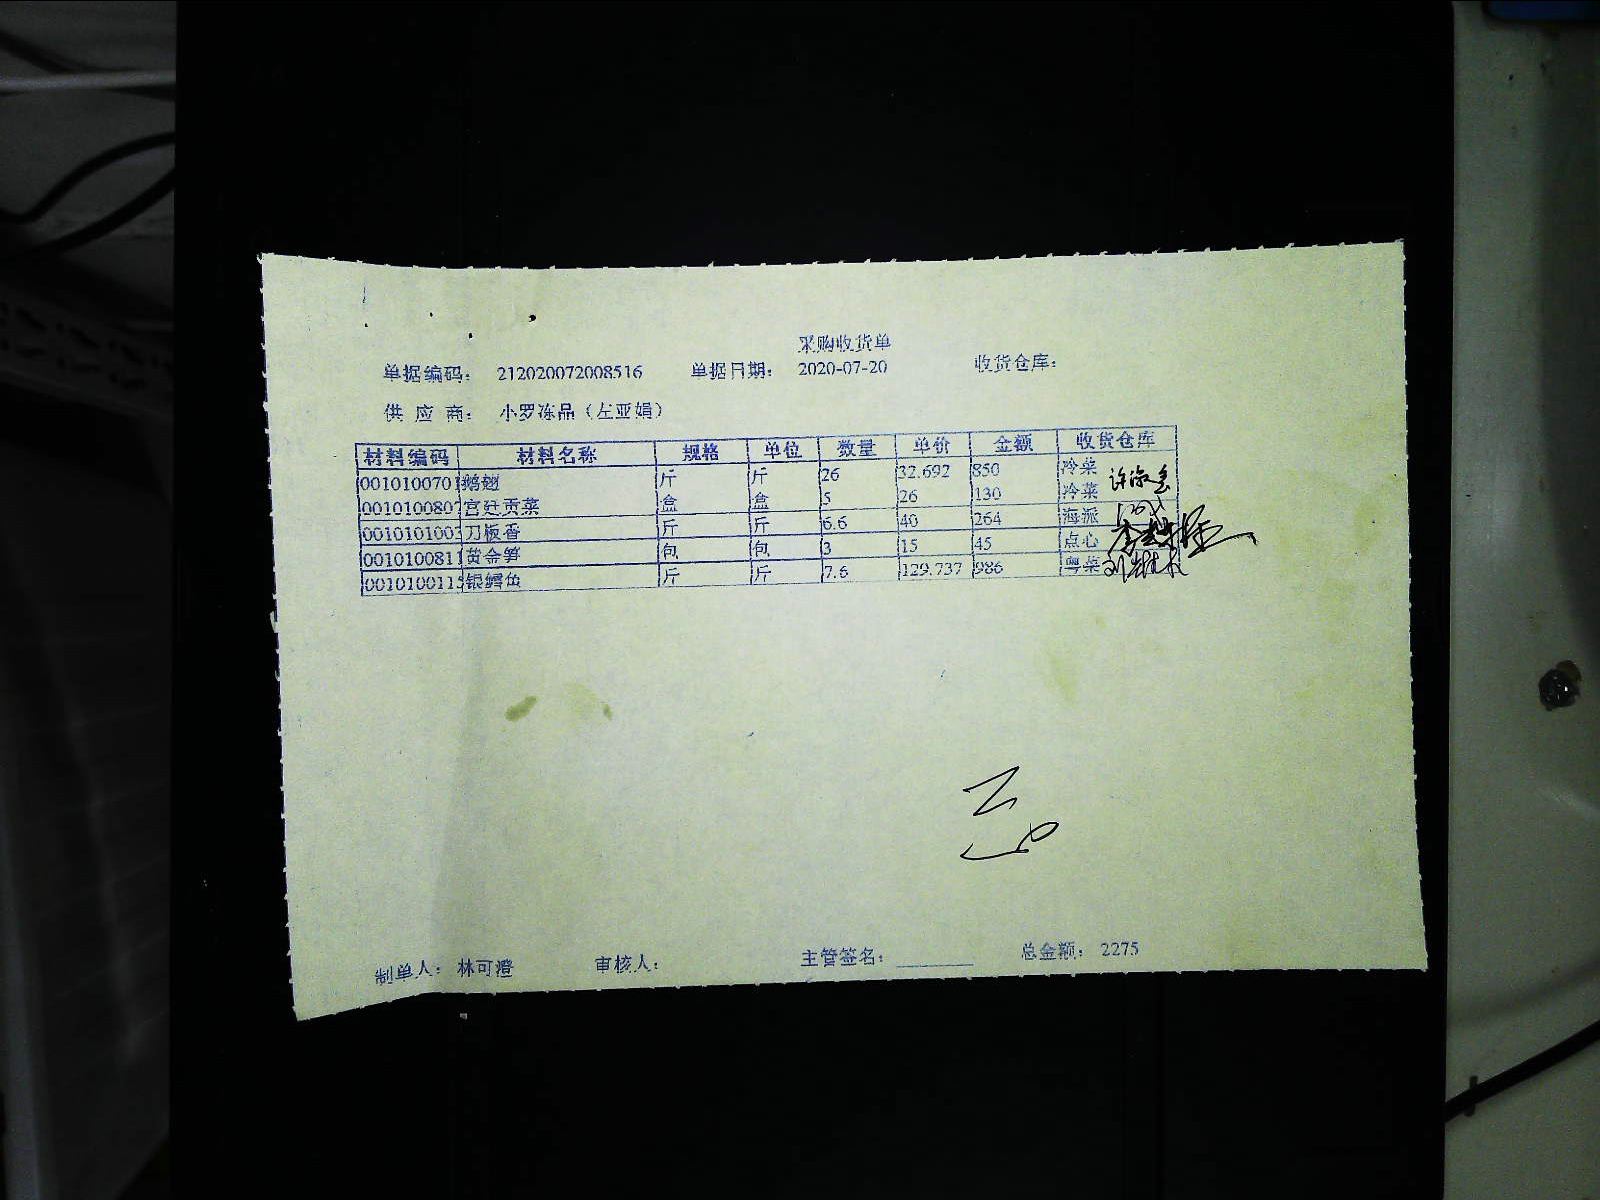 采购收货单
单据编码: 212020072008516 单据日期: 2020-07-20 收货仓库:
供应商: 小罗冻品(左亚娟)
材料编码 材料名称 规格 单位 数量 单价 金额 收货仓库
001010070 鹅翅 斤 斤 26 32.692 850 冷菜
001010080 宫廷贡菜 盒 盒 5 26 130 冷菜
001010100 刀板香 斤 斤 6.6 40 264 海派
0010100811 黄金笋 包 包 3 15 45 点心
001010011 银鳕鱼 斤 斤 7.6 129.737 986 粤菜
制单人: 林可澄 审核人: 主管签名: 总金额: 2275